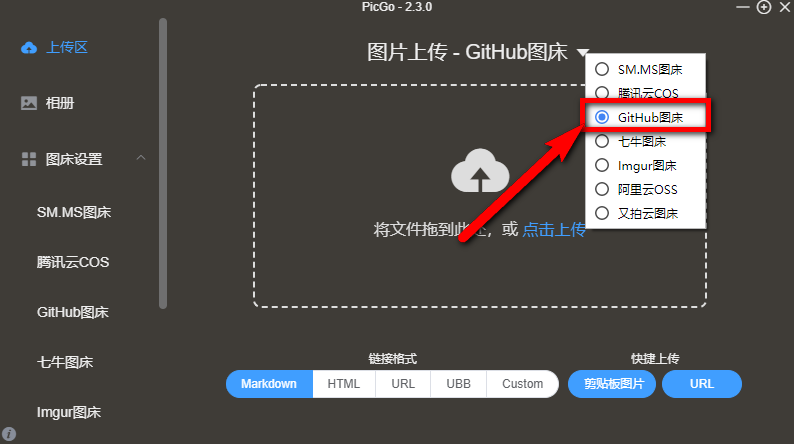 PicGo - 2.3.0
上传区
相册
图床设置
SM.MS图床
腾讯云COS
GitHub图床
七牛图床
Imgur图床
图片上传 - GitHub图床
SM.MS图床
腾讯云COS
GitHub图床
七牛图床
Imgur图床
阿里云OSS
又拍云图床
将文件拖到此处，或 点击上传
链接格式
Markdown
HTML
URL
UBB
Custom
快捷上传
剪贴板图片
URL